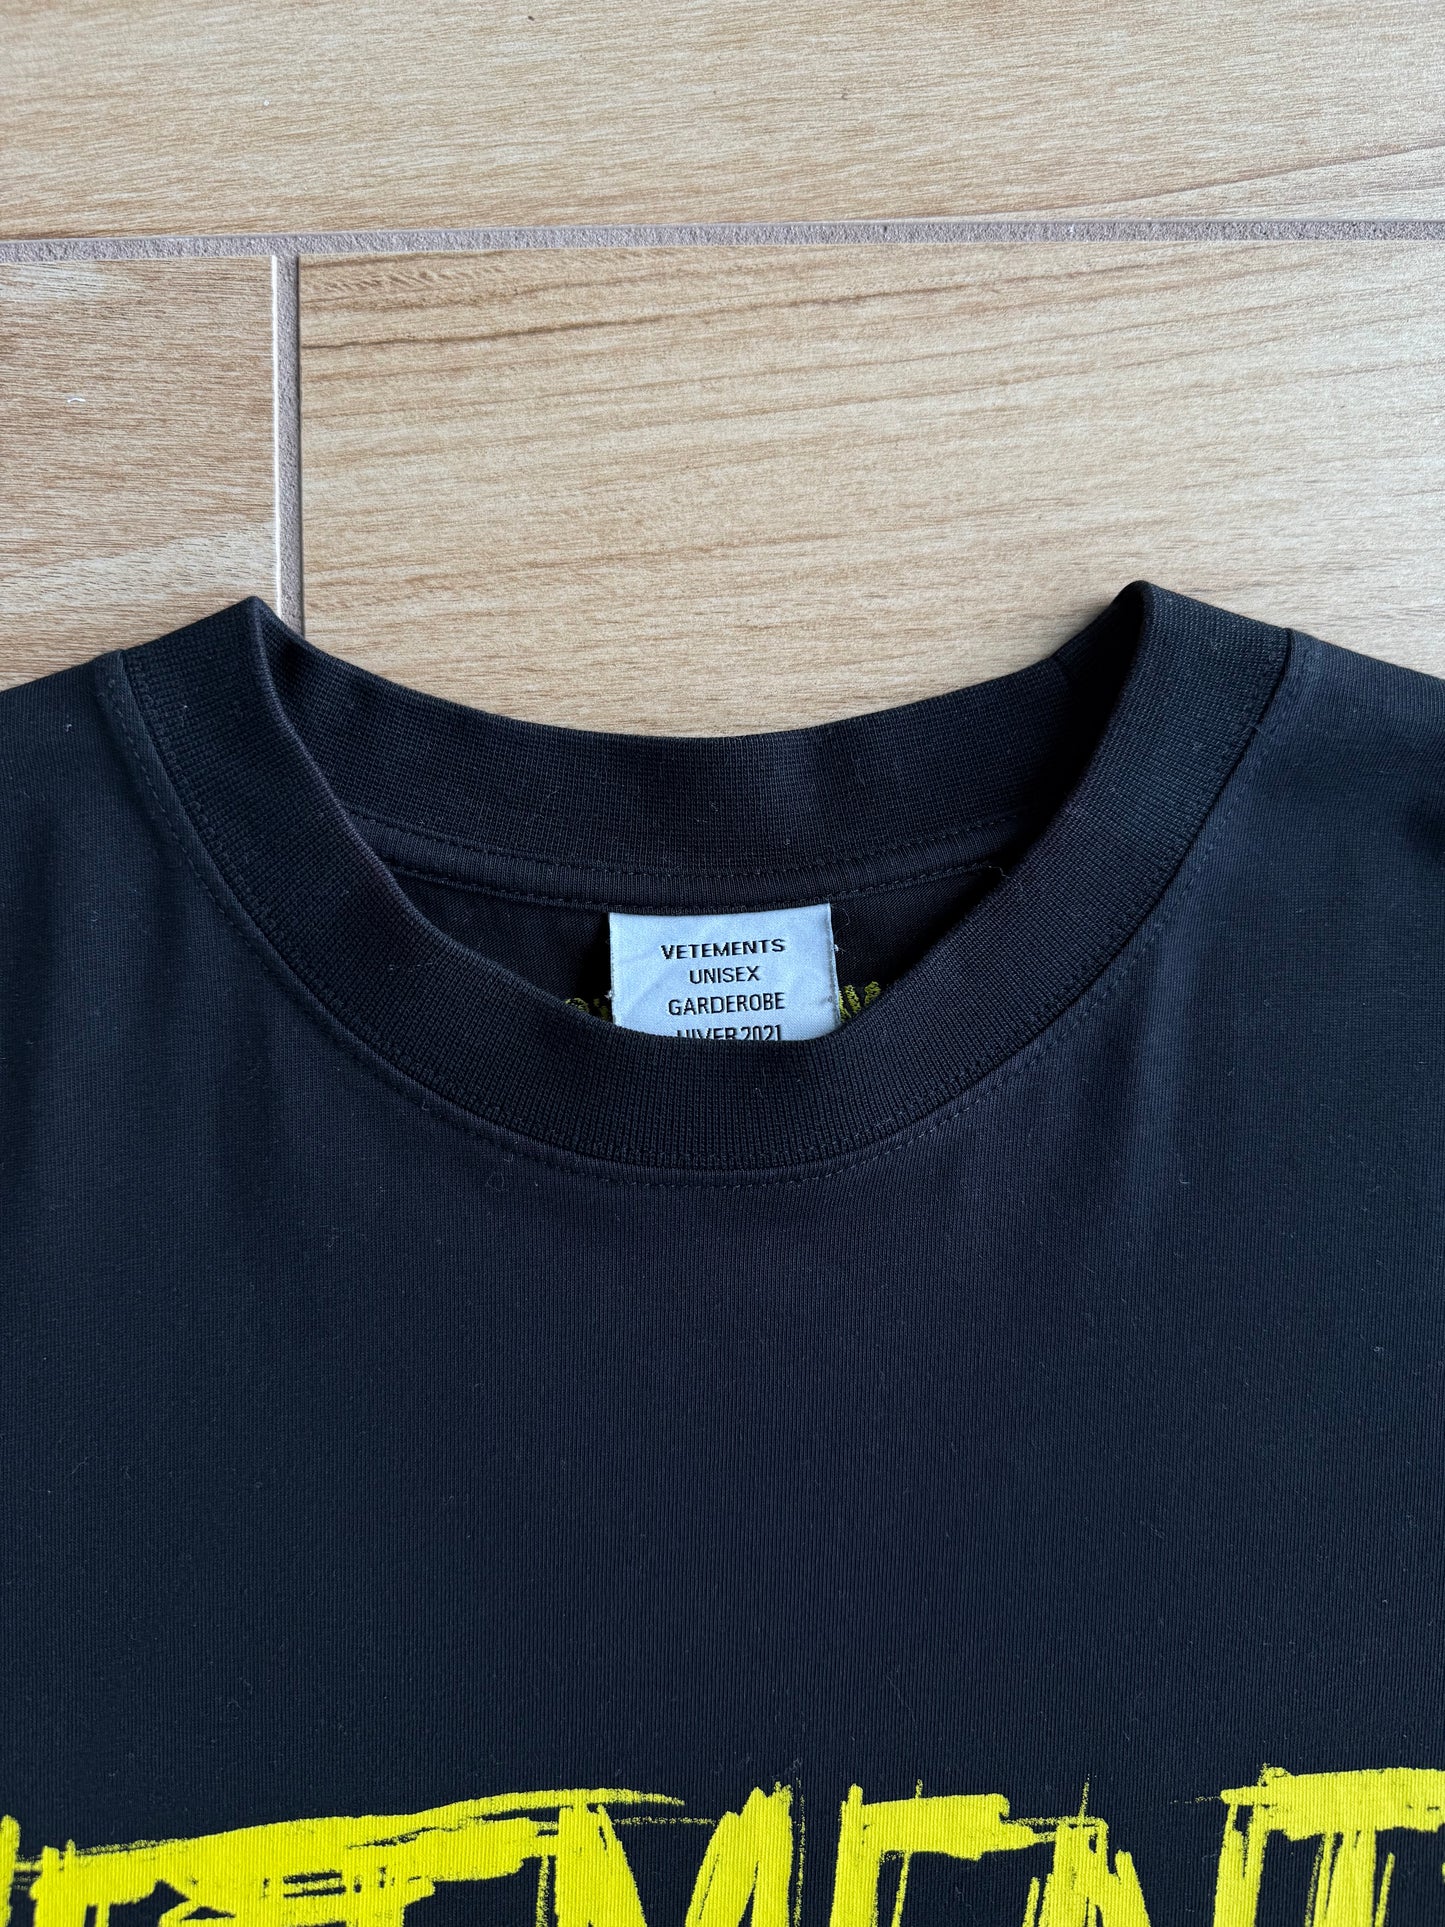 VETEMENTS
UNISEX
GARDEROBE
HIVER 2021